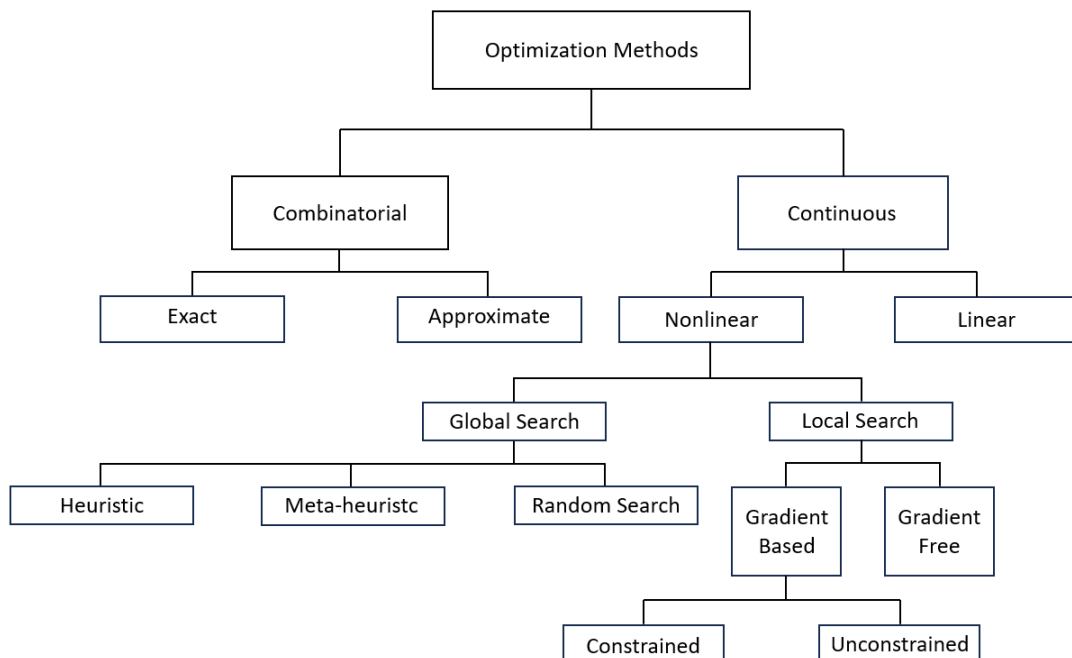 Optimization Methods
Combinatorial
Continuous
Exact
Approximate
Nonlinear
Linear
Global Search
Local Search
Heuristic
Meta-heuristc
Random Search
Gradient
Based
Gradient
Free
Constrained
Unconstrained